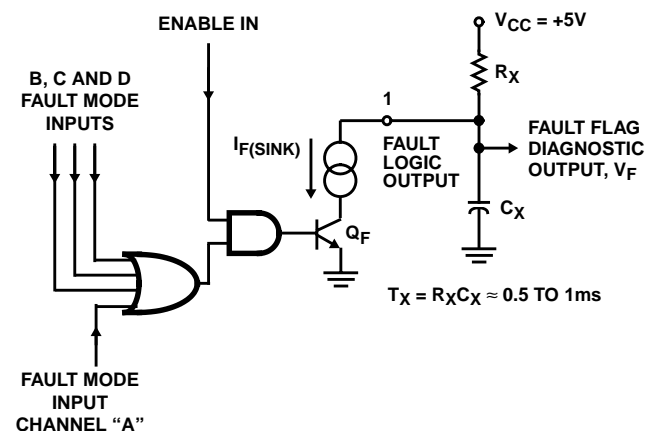 ENABLE IN
V_CC = +5V
R_X
B, C AND D
FAULT MODE
INPUTS
1
I_F(SINK)
FAULT
LOGIC
OUTPUT
FAULT FLAG
DIAGNOSTIC
OUTPUT, V_F
C_X
Q_F
T_X = R_XC_X ≈ 0.5 TO 1ms
FAULT MODE
INPUT
CHANNEL “A”